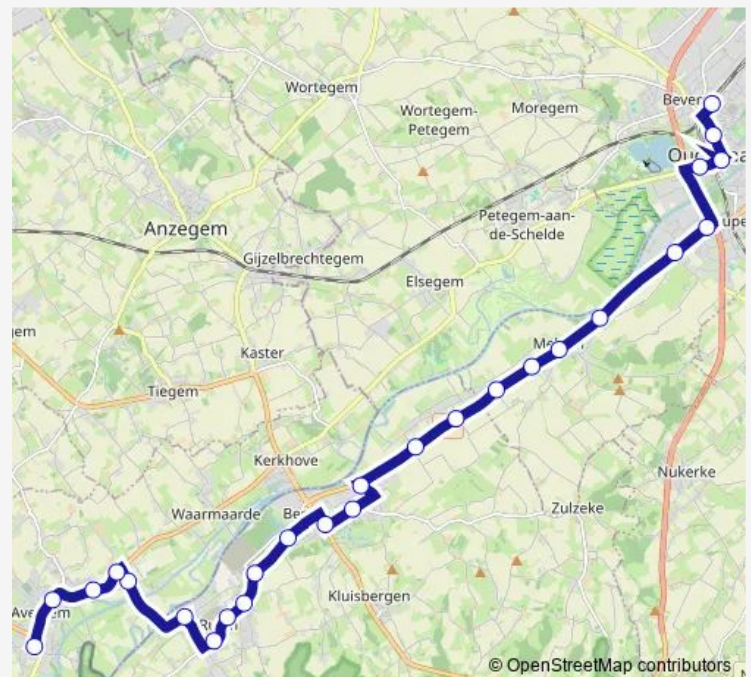 Wortegem
Bever
Wortegem-
Petegem
Moregem
Anzegem
Petegem-aan-
de-Schelde
Gijzelbrechtegem
Elsegem
Kaster
Tiegem
Kerkhove
Nukerke
Waarmaarde
Zulzeke
Kluisbergen
© OpenStreetMap contributors